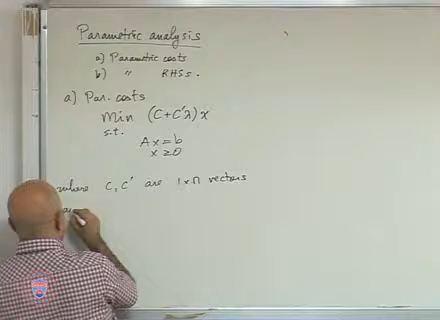 Parametric analysis
a) Parametric costs
b) " RHSs.
a) Par. costs
Min (C+C'λ)x
s.t.
Ax=b
x≥0
where C, C' are 1×n vectors